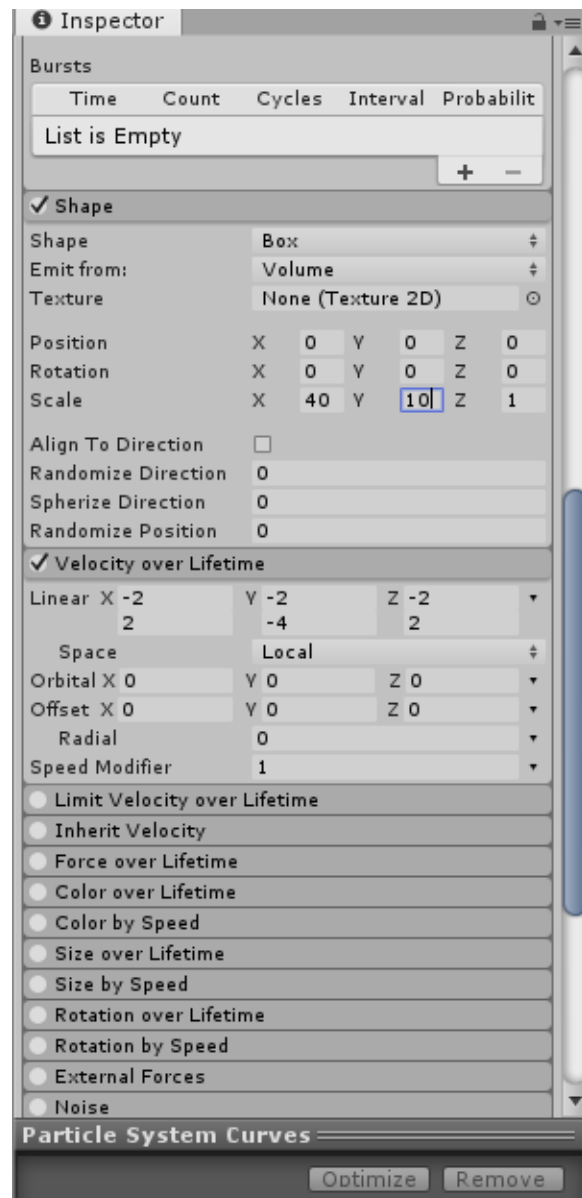 Inspector
Bursts
Time Count Cycles Interval Probabilit
List is Empty
+ −
Shape
Shape Box
Emit from: Volume
Texture None (Texture 2D)
Position X 0 Y 0 Z 0
Rotation X 0 Y 0 Z 0
Scale X 40 Y 10 Z 1
Align To Direction
Randomize Direction 0
Spherize Direction 0
Randomize Position 0
Velocity over Lifetime
Linear X -2 Y -2 Z -2
2 -4 2
Space Local
Orbital X 0 Y 0 Z 0
Offset X 0 Y 0 Z 0
Radial 0
Speed Modifier 1
Limit Velocity over Lifetime
Inherit Velocity
Force over Lifetime
Color over Lifetime
Color by Speed
Size over Lifetime
Size by Speed
Rotation over Lifetime
Rotation by Speed
External Forces
Noise
Particle System Curves
Optimize Remove